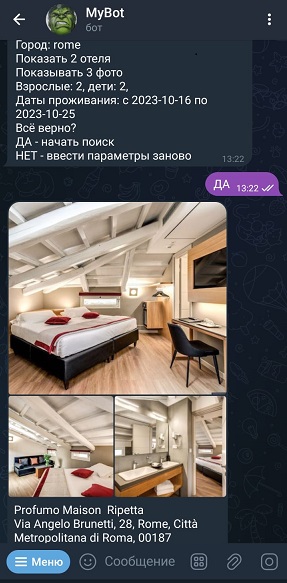 MyBot
бот
Город: rome
Показать 2 отеля
Показывать 3 фото
Взрослые: 2, дети: 2,
Даты проживания: с 2023-10-16 по
2023-10-25
Всё верно?
ДА - начать поиск
НЕТ - ввести параметры заново
13:22
ДА 13:22
Profumo Maison Ripetta
Via Angelo Brunetti, 28, Rome, Città
Metropolitana di Roma, 00187
Меню
Сообщение